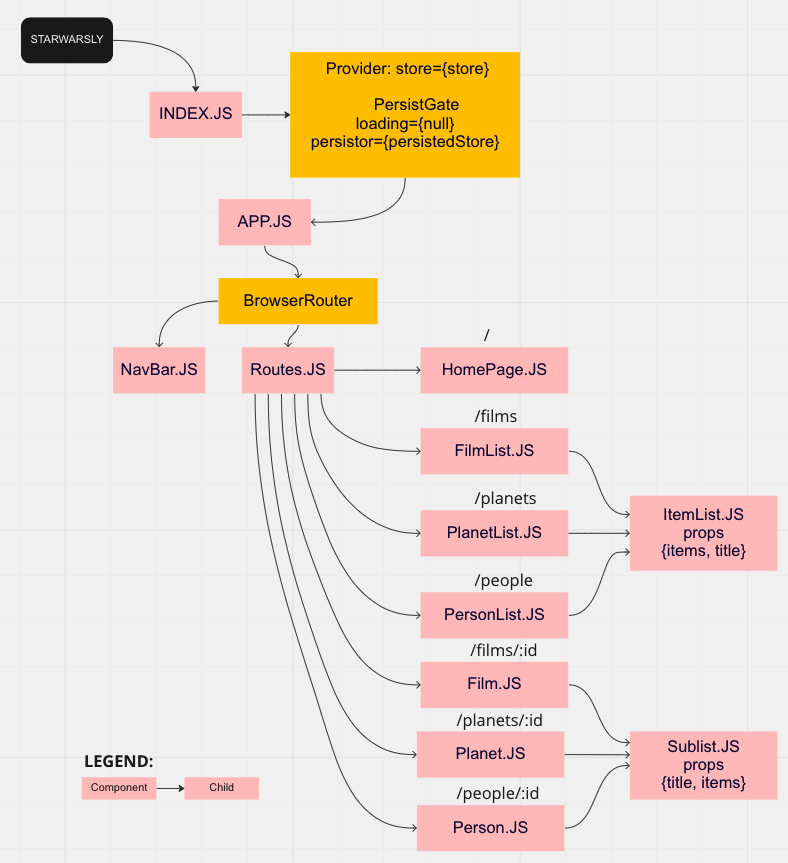 STARWARSLY
Provider: store={store}
PersistGate
loading={null}
persistor={persistedStore}
INDEX.JS
APP.JS
BrowserRouter
NavBar.JS
Routes.JS
/
HomePage.JS
/films
FilmList.JS
/planets
PlanetList.JS
ItemList.JS
props
{items, title}
/people
PersonList.JS
/films/:id
Film.JS
/planets/:id
Planet.JS
Sublist.JS
props
{title, items}
/people/:id
Person.JS
LEGEND:
Component
Child